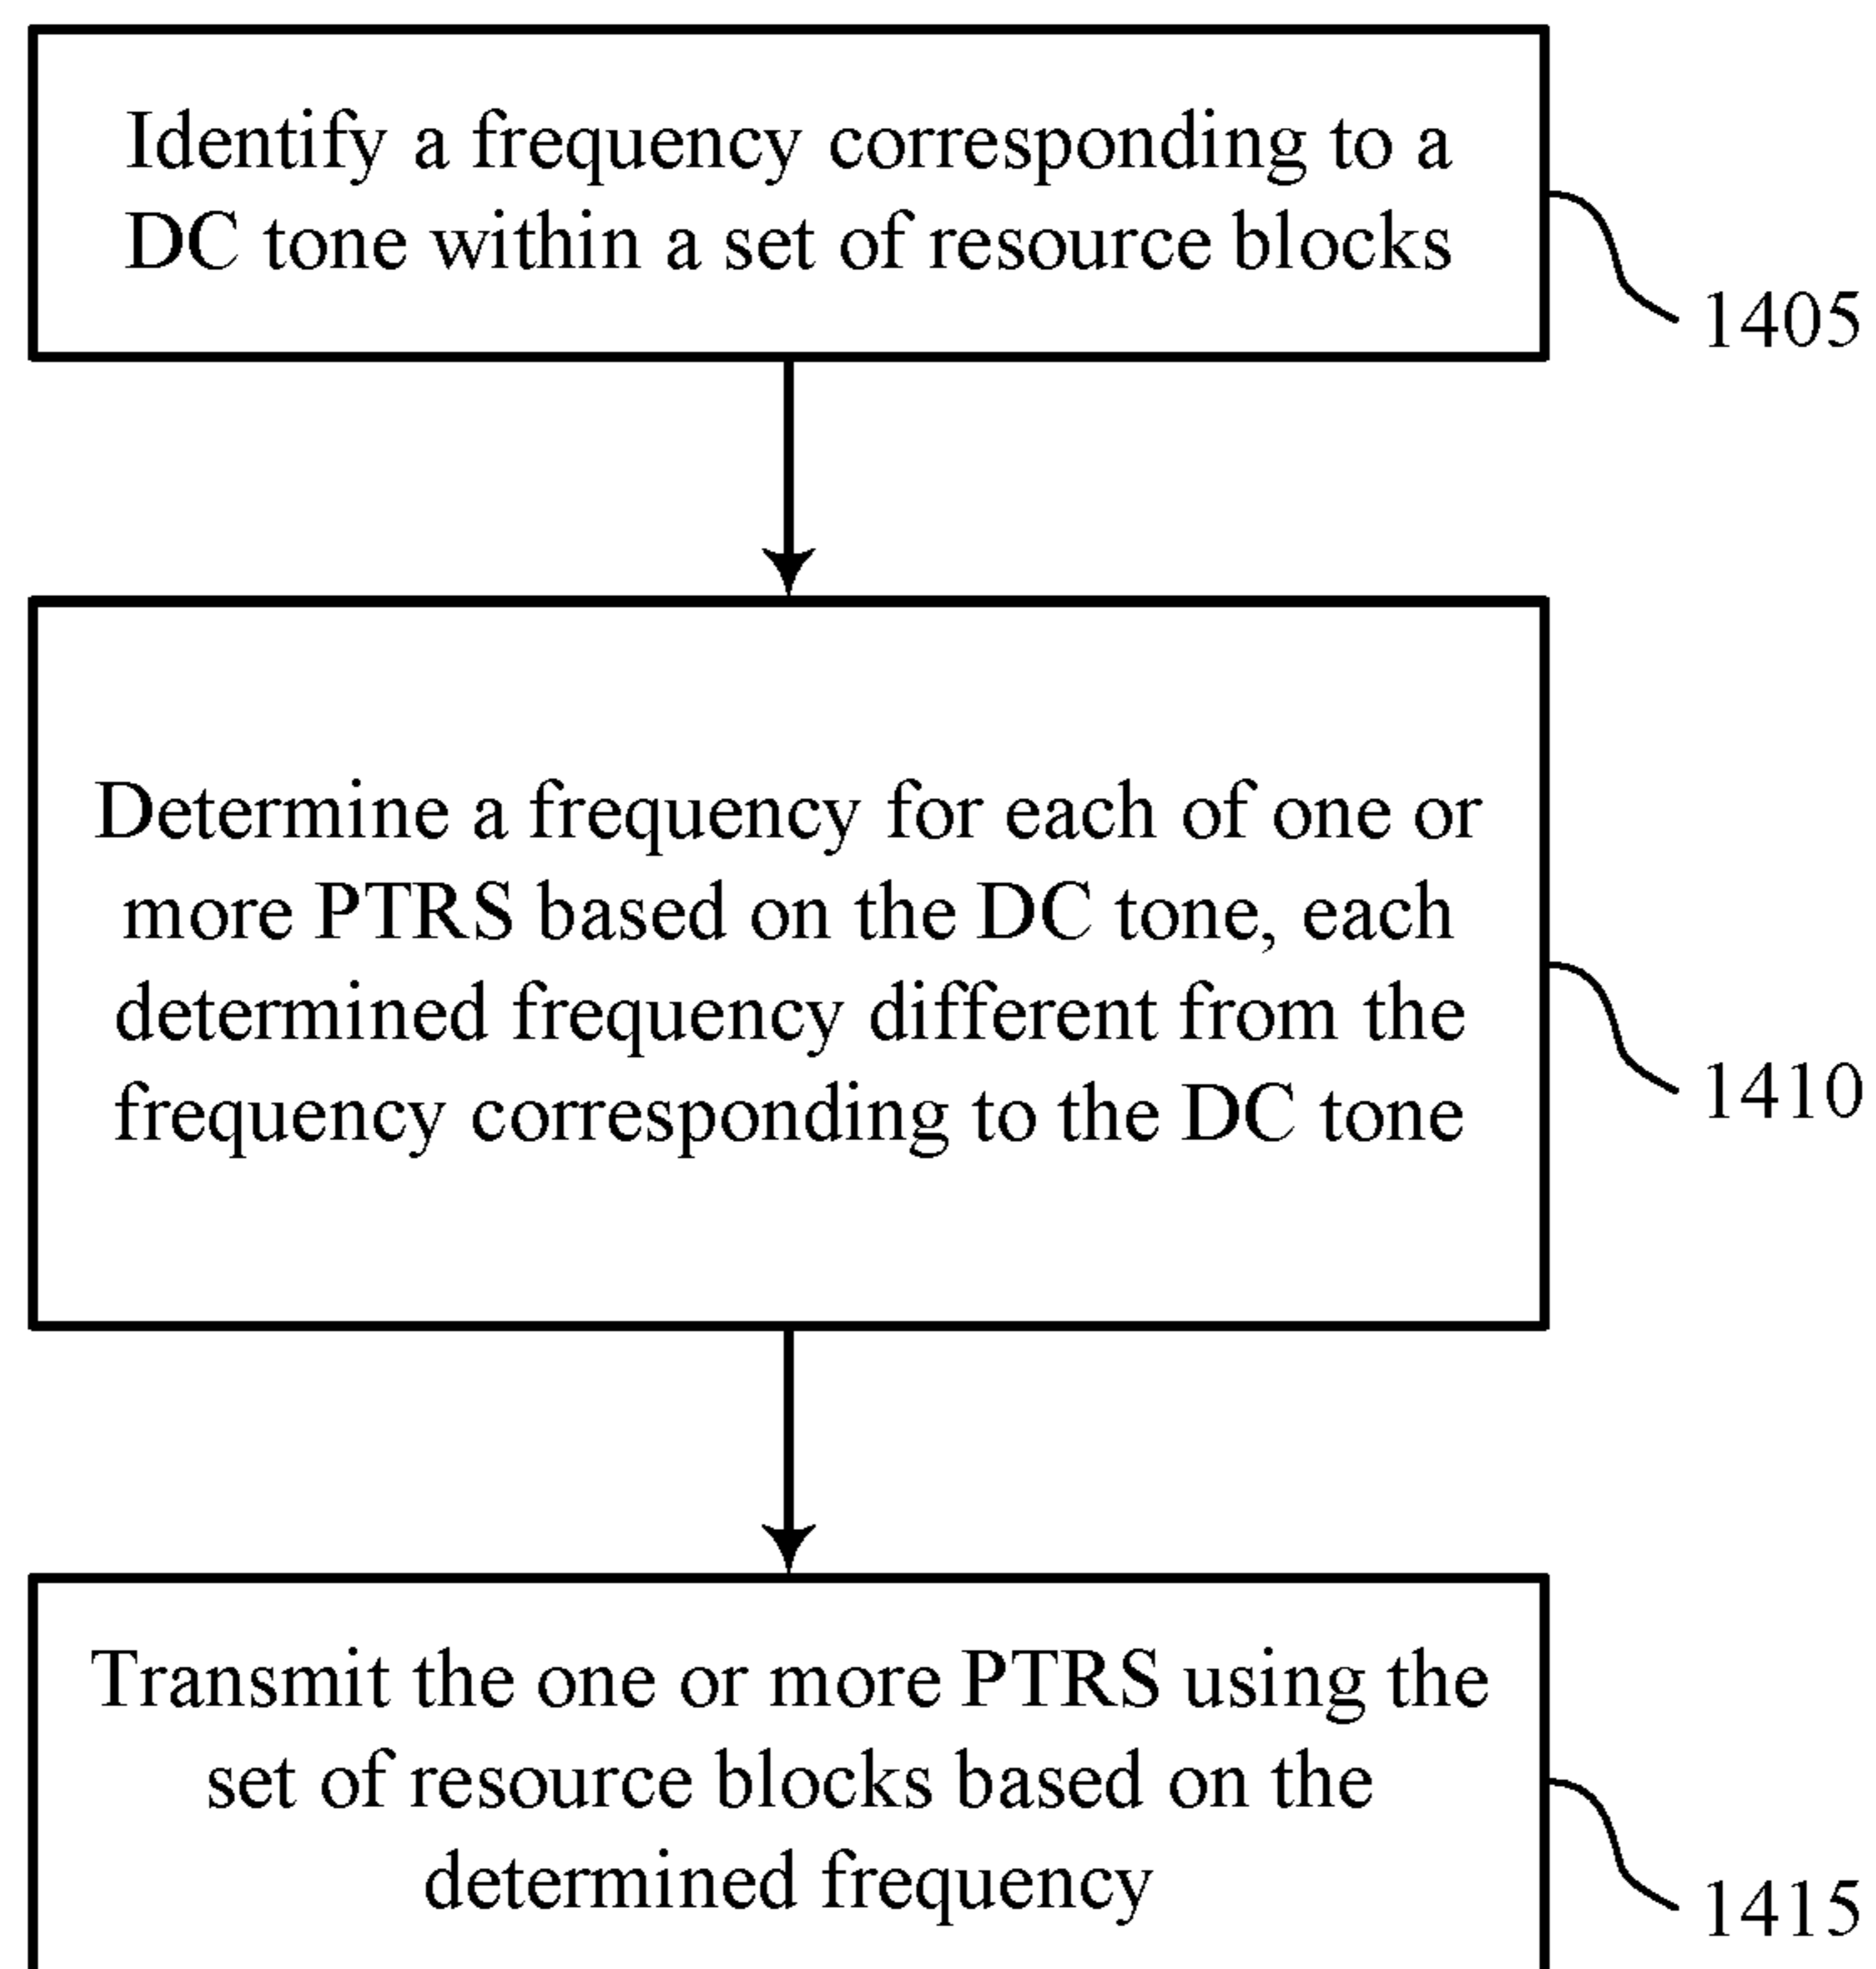 Identify a frequency corresponding to a
DC tone within a set of resource blocks
1405
Determine a frequency for each of one or
more PTRS based on the DC tone, each
determined frequency different from the
frequency corresponding to the DC tone
1410
Transmit the one or more PTRS using the
set of resource blocks based on the
determined frequency
1415